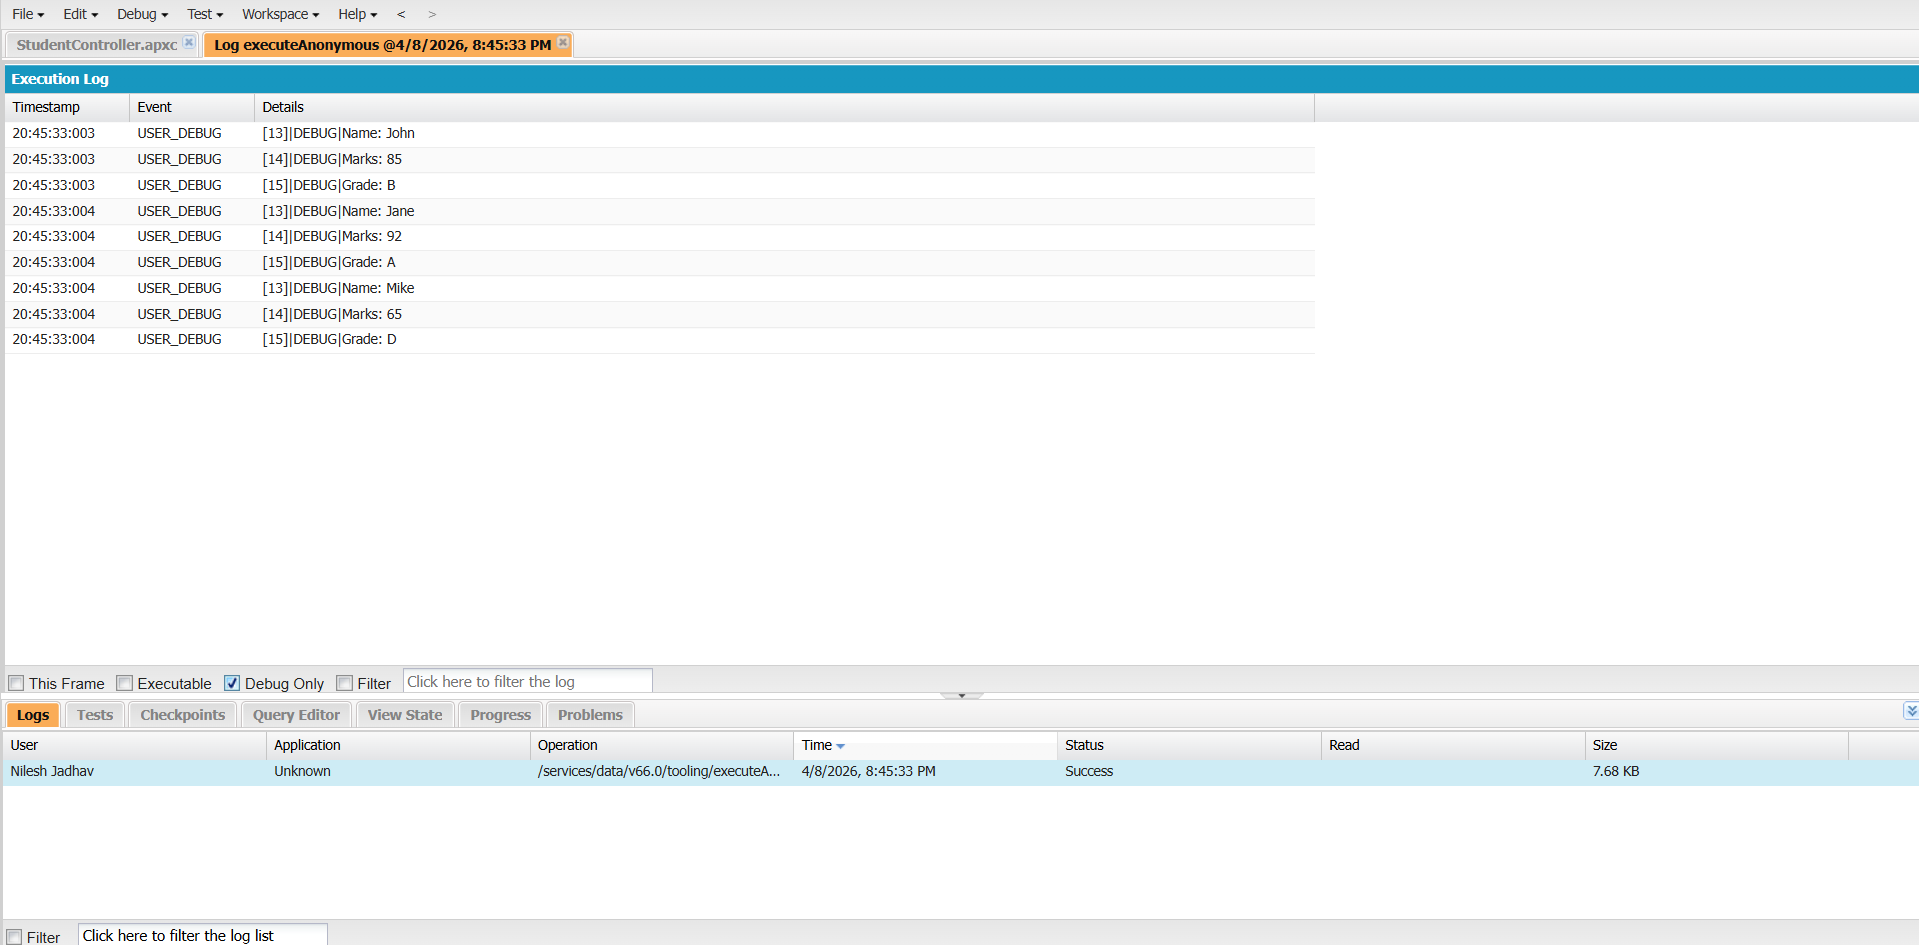 File Edit Debug Test Workspace Help < >
StudentController.apxc Log executeAnonymous @4/8/2026, 8:45:33 PM
Execution Log
Timestamp Event Details
20:45:33:003 USER_DEBUG [13]|DEBUG|Name: John
20:45:33:003 USER_DEBUG [14]|DEBUG|Marks: 85
20:45:33:003 USER_DEBUG [15]|DEBUG|Grade: B
20:45:33:004 USER_DEBUG [13]|DEBUG|Name: Jane
20:45:33:004 USER_DEBUG [14]|DEBUG|Marks: 92
20:45:33:004 USER_DEBUG [15]|DEBUG|Grade: A
20:45:33:004 USER_DEBUG [13]|DEBUG|Name: Mike
20:45:33:004 USER_DEBUG [14]|DEBUG|Marks: 65
20:45:33:004 USER_DEBUG [15]|DEBUG|Grade: D
This Frame Executable Debug Only Filter Click here to filter the log
Logs Tests Checkpoints Query Editor View State Progress Problems
User Application Operation Time Status Read Size
Nilesh Jadhav Unknown /services/data/v66.0/tooling/executeA... 4/8/2026, 8:45:33 PM Success 7.68 KB
Filter Click here to filter the log list